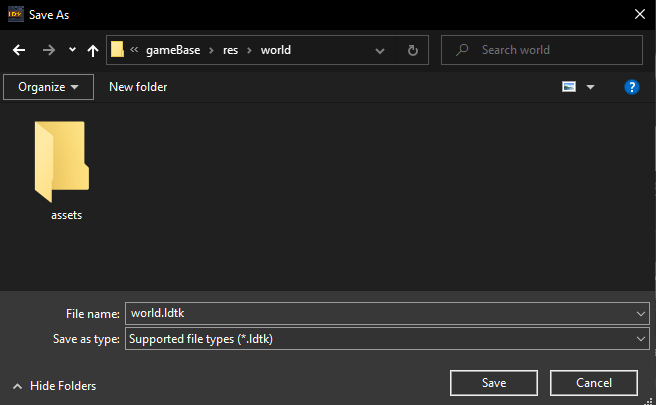 LDtk Save As
« gameBase › res › world Search world
Organize New folder ?
assets
File name: world.ldtk
Save as type: Supported file types (*.ldtk)
Hide Folders Save Cancel